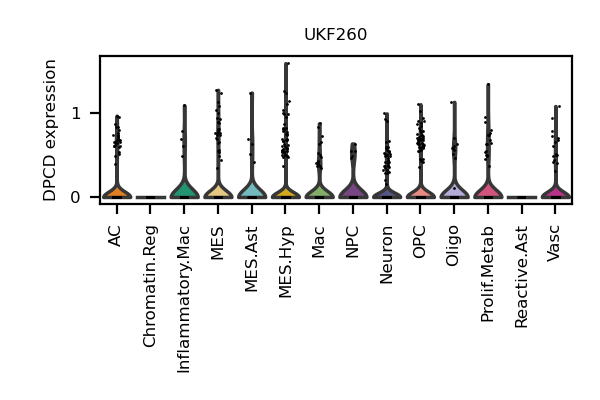 UKF260
DPCD expression
1
0
AC
Chromatin.Reg
Inflammatory.Mac
MES
MES.Ast
MES.Hyp
Mac
NPC
Neuron
OPC
Oligo
Prolif.Metab
Reactive.Ast
Vasc